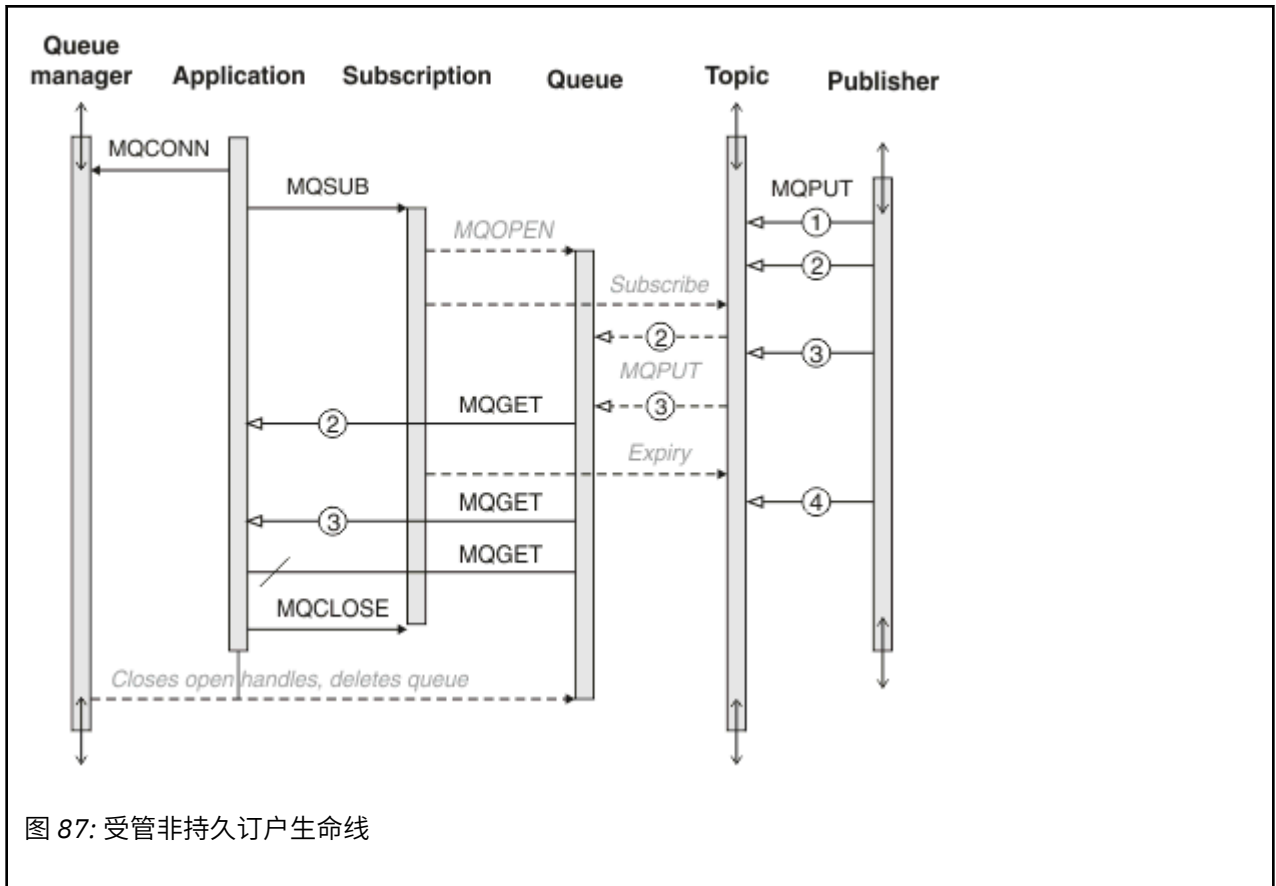 Queue manager
Application
Subscription
Queue
Topic
Publisher
MQCONN
MQPUT
MQSUB
1
MQOPEN
2
Subscribe
2
3
MQPUT
MQGET
3
2
Expiry
MQGET
4
3
MQGET
MQCLOSE
Closes open handles, deletes queue
图 87: 受管非持久订户生命线